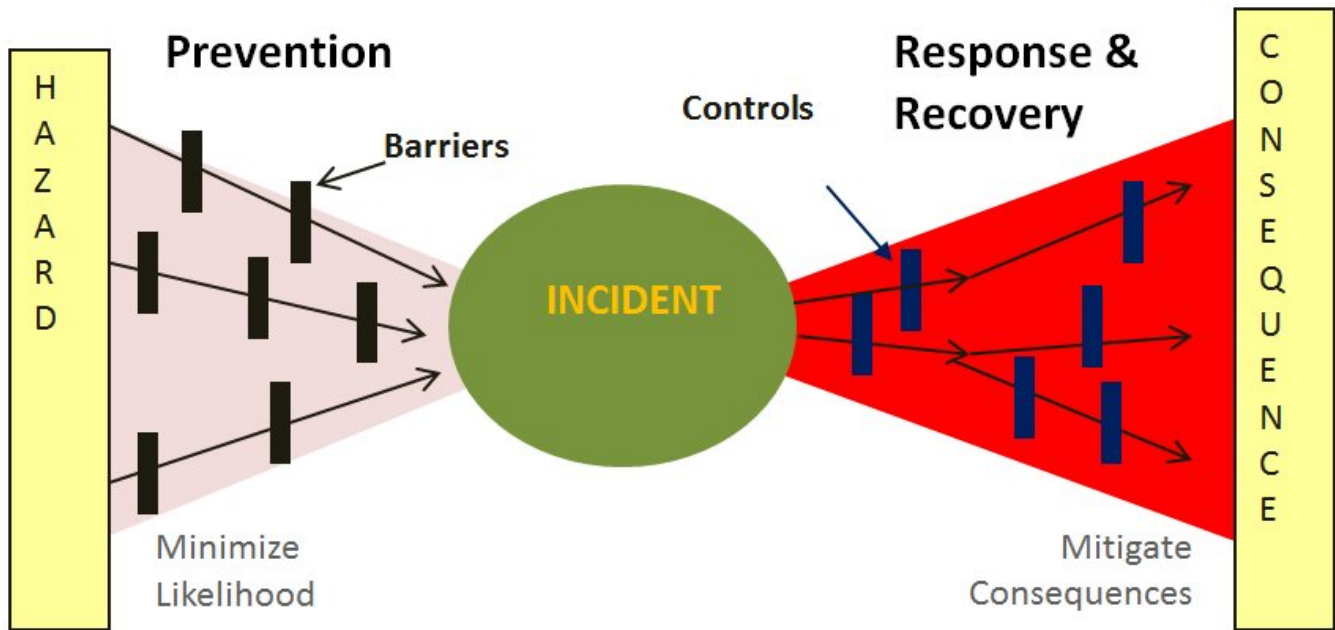 HAZARD
Prevention
Barriers
Minimize
Likelihood
INCIDENT
Controls
Response &
Recovery
Mitigate
Consequences
CONSEQUENCE